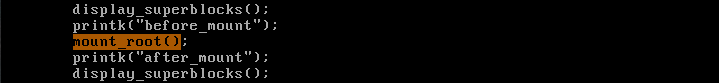 display_superblocks();
printk("before_mount");
mount_root();
printk("after_mount");
display_superblocks();